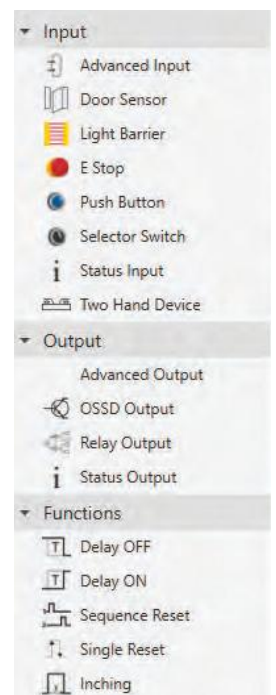 Input
Advanced Input
Door Sensor
Light Barrier
E Stop
Push Button
Selector Switch
i Status Input
Two Hand Device
Output
Advanced Output
OSSD Output
Relay Output
i Status Output
Functions
T Delay OFF
T Delay ON
Sequence Reset
Single Reset
Inching